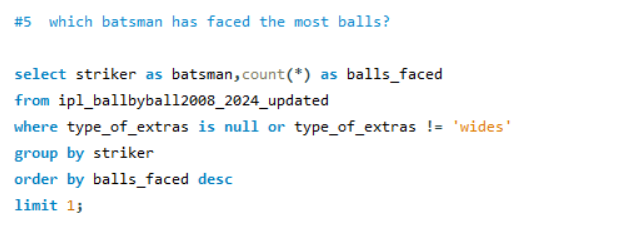 #5  which batsman has faced the most balls?
select striker as batsman,count(*) as balls_faced
from ipl_ballbyball2008_2024_updated
where type_of_extras is null or type_of_extras != 'wides'
group by striker
order by balls_faced desc
limit 1;